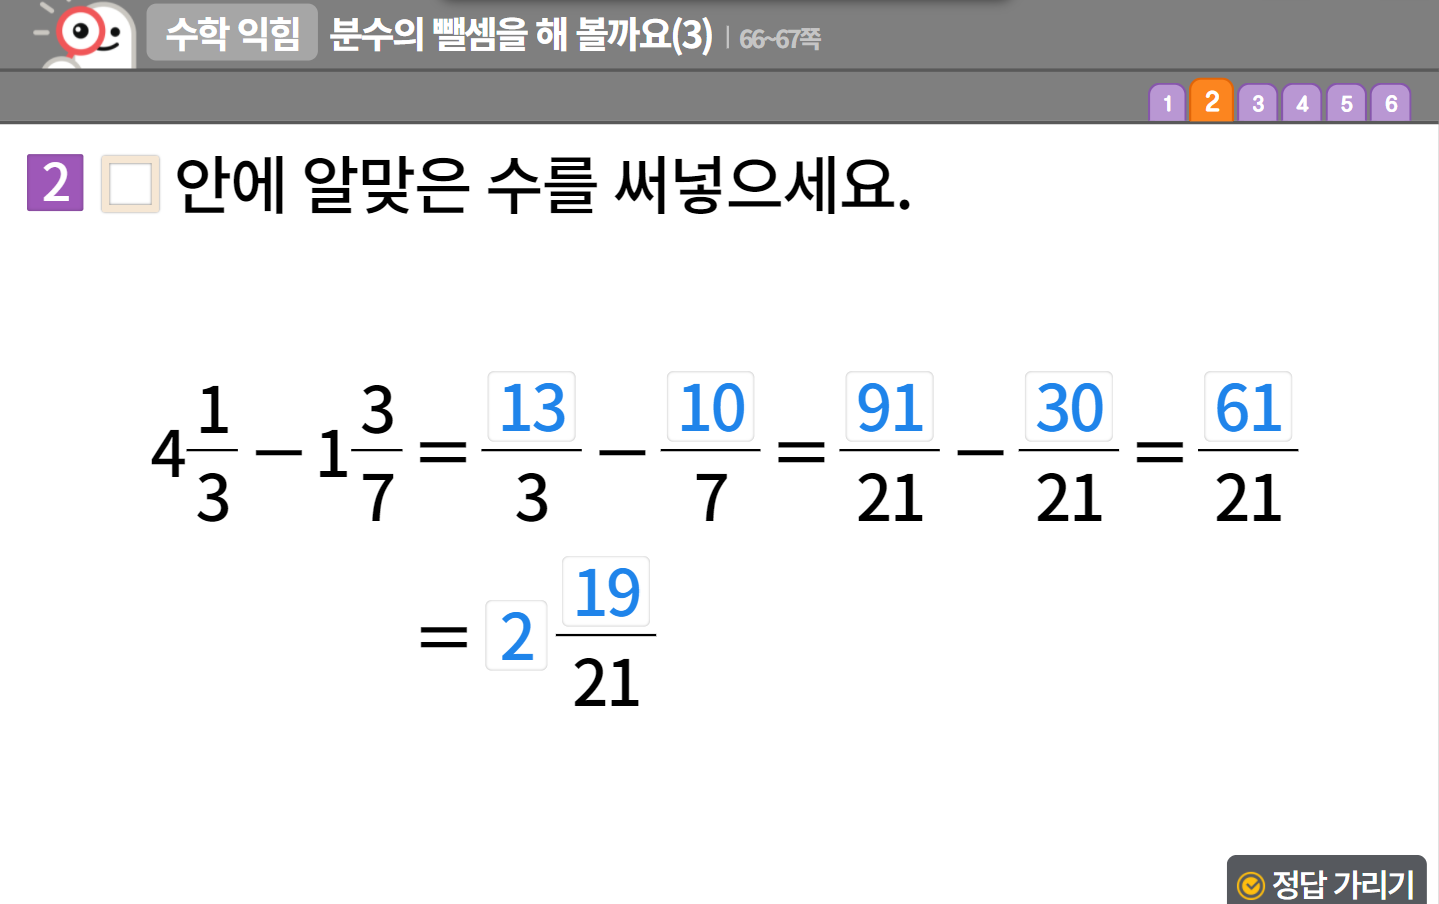 수학 익힘 분수의 뺄셈을 해 볼까요(3) | 66~67쪽
1 2 3 4 5 6
2 □ 안에 알맞은 수를 써넣으세요.
4 1/3 − 1 3/7 = 13/3 − 10/7 = 91/21 − 30/21 = 61/21
= 2 19/21
정답 가리기